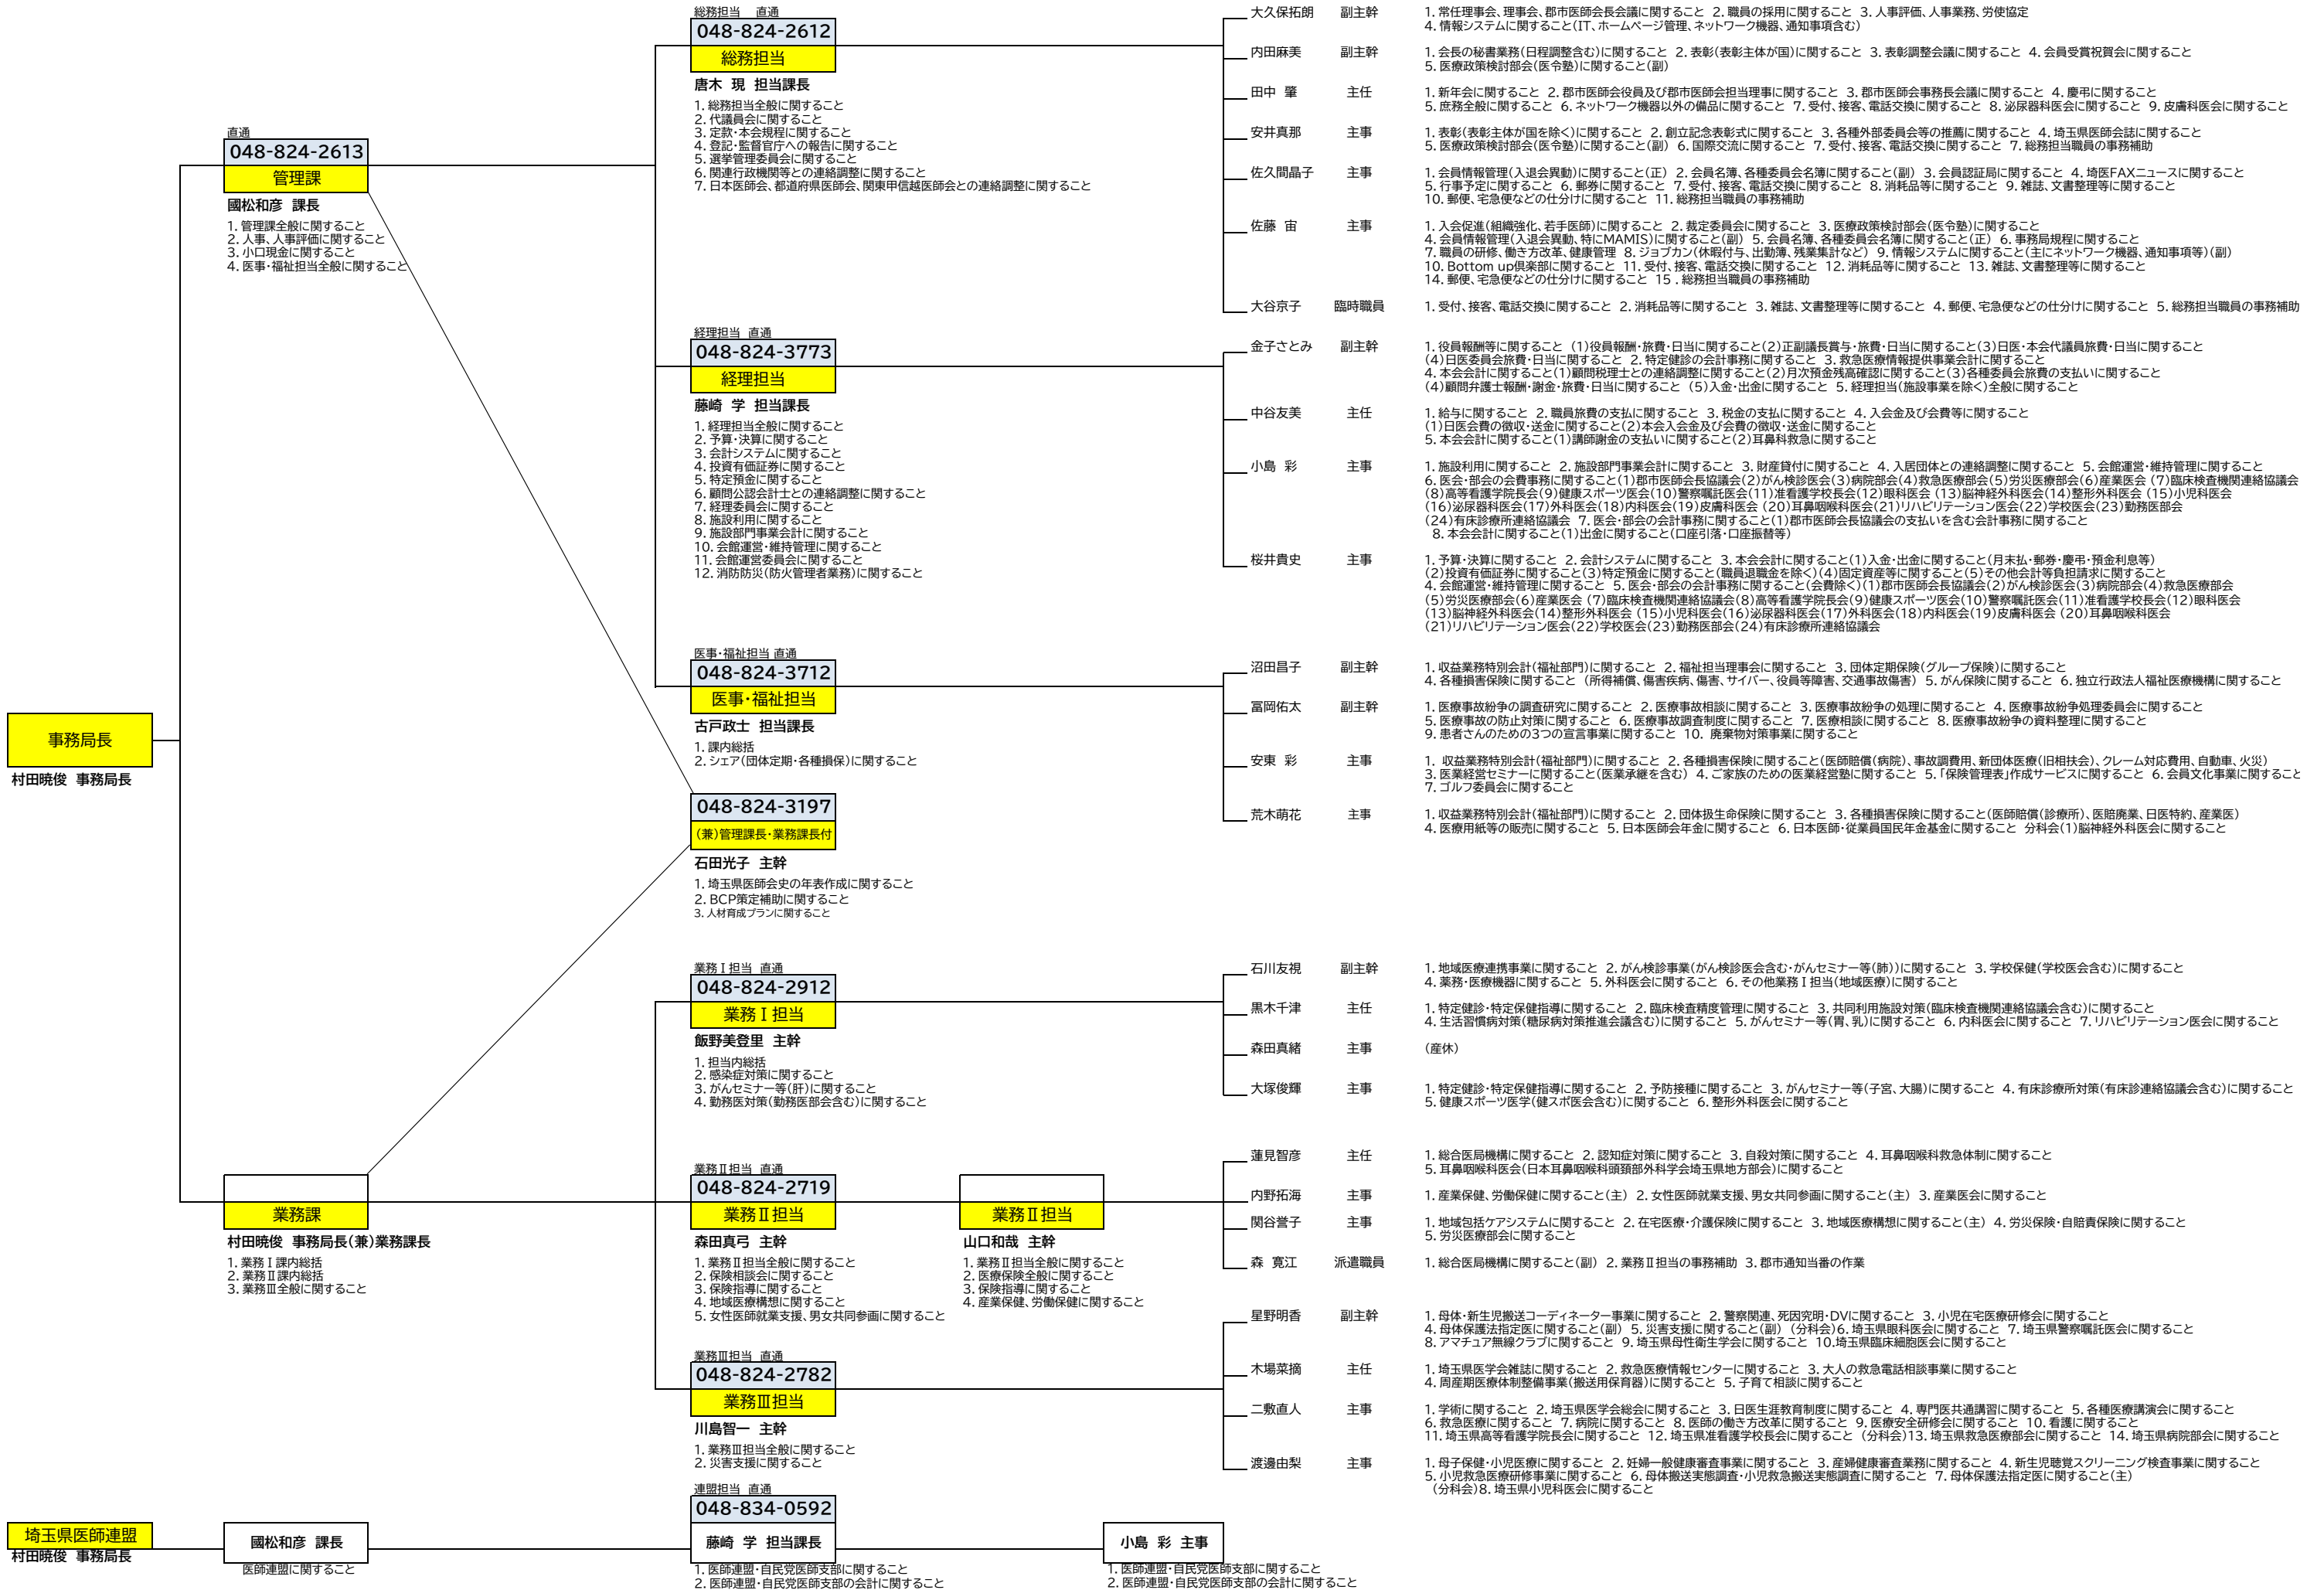 事務局長
村田暁俊 事務局長
直通
048-824-2613
管理課
國松和彦 課長
1. 管理課全般に関すること
2. 人事、人事評価に関すること
3. 小口現金に関すること
4. 医事・福祉担当全般に関すること
総務担当 直通
048-824-2612
総務担当
唐木 現 担当課長
1. 総務担当全般に関すること
2. 代議員会に関すること
3. 定款・本会規程に関すること
4. 登記・監督官庁への報告に関すること
5. 選挙管理委員会に関すること
6. 関連行政機関等との連絡調整に関すること
7. 日本医師会、都道府県医師会、関東甲信越医師会との連絡調整に関すること
大久保拓朗 副主幹
1. 常任理事会、理事会、郡市医師会長会議に関すること 2. 職員の採用に関すること 3. 人事評価、人事業務、労使協定
4. 情報システムに関すること(IT、ホームページ管理、ネットワーク機器、通知事項含む)
内田麻美 副主幹
1. 会長の秘書業務(日程調整含む)に関すること 2. 表彰(表彰主体が国)に関すること 3. 表彰調整会議に関すること 4. 会員受賞祝賀会に関すること
5. 医療政策検討部会(医令塾)に関すること(副)
田中 肇 主任
1. 新年会に関すること 2. 郡市医師会役員及び郡市医師会担当理事に関すること 3. 郡市医師会事務長会議に関すること 4. 慶弔に関すること
5. 庶務全般に関すること 6. ネットワーク機器以外の備品に関すること 7. 受付、接客、電話交換に関すること 8. 泌尿器科医会に関すること 9. 皮膚科医会に関すること
安井真那 主事
1. 表彰(表彰主体が国を除く)に関すること 2. 創立記念表彰式に関すること 3. 各種外部委員会等の推薦に関すること 4. 埼玉県医師会誌に関すること
5. 医療政策検討部会(医令塾)に関すること(副) 6. 国際交流に関すること 7. 受付、接客、電話交換に関すること 7. 総務担当職員の事務補助
佐久間晶子 主事
1. 会員情報管理(入退会異動)に関すること(正) 2. 会員名簿、各種委員会名簿に関すること(副) 3. 会員認証局に関すること 4. 埼医FAXニュースに関すること
5. 行事予定に関すること 6. 郵券に関すること 7. 受付、接客、電話交換に関すること 8. 消耗品等に関すること 9. 雑誌、文書整理等に関すること
10. 郵便、宅急便などの仕分けに関すること 11. 総務担当職員の事務補助
佐藤 宙 主事
1. 入会促進(組織強化、若手医師)に関すること 2. 裁定委員会に関すること 3. 医療政策検討部会(医令塾)に関すること
4. 会員情報管理(入退会異動、特にMAMIS)に関すること(副) 5. 会員名簿、各種委員会名簿に関すること(正) 6. 事務局規程に関すること
7. 職員の研修、働き方改革、健康管理 8. ジョブカン(休暇付与、出勤簿、残業集計など) 9. 情報システムに関すること(主にネットワーク機器、通知事項等)(副)
10. Bottom up倶楽部に関すること 11. 受付、接客、電話交換に関すること 12. 消耗品等に関すること 13. 雑誌、文書整理等に関すること
14. 郵便、宅急便などの仕分けに関すること 15 . 総務担当職員の事務補助
大谷京子 臨時職員
1. 受付、接客、電話交換に関すること 2. 消耗品等に関すること 3. 雑誌、文書整理等に関すること 4. 郵便、宅急便などの仕分けに関すること 5. 総務担当職員の事務補助
経理担当 直通
048-824-3773
経理担当
藤崎 学 担当課長
1. 経理担当全般に関すること
2. 予算・決算に関すること
3. 会計システムに関すること
4. 投資有価証券に関すること
5. 特定預金に関すること
6. 顧問公認会計士との連絡調整に関すること
7. 経理委員会に関すること
8. 施設利用に関すること
9. 施設部門事業会計に関すること
10. 会館運営・維持管理に関すること
11. 会館運営委員会に関すること
12. 消防防災(防火管理者業務)に関すること
金子さとみ 副主幹
1. 役員報酬等に関すること (1)役員報酬・旅費・日当に関すること(2)正副議長賞与・旅費・日当に関すること(3)日医・本会代議員旅費・日当に関すること
(4)日医委員会旅費・日当に関すること 2. 特定健診の会計事務に関すること 3. 救急医療情報提供事業会計に関すること
4. 本会会計に関すること(1)顧問税理士との連絡調整に関すること(2)月次預金残高確認に関すること(3)各種委員会旅費の支払いに関すること
(4)顧問弁護士報酬・謝金・旅費・日当に関すること (5)入金・出金に関すること 5. 経理担当(施設事業を除く)全般に関すること
中谷友美 主任
1. 給与に関すること 2. 職員旅費の支払に関すること 3. 税金の支払に関すること 4. 入会金及び会費等に関すること
(1)日医会費の徴収・送金に関すること(2)本会入会金及び会費の徴収・送金に関すること
5. 本会会計に関すること(1)講師謝金の支払いに関すること(2)耳鼻科救急に関すること
小島 彩 主事
1. 施設利用に関すること 2. 施設部門事業会計に関すること 3. 財産貸付に関すること 4. 入居団体との連絡調整に関すること 5. 会館運営・維持管理に関すること
6. 医会・部会の会費事務に関すること(1)郡市医師会長協議会(2)がん検診医会(3)病院部会(4)救急医療部会(5)労災医療部会(6)産業医会 (7)臨床検査機関連絡協議会
(8)高等看護学院長会(9)健康スポーツ医会(10)警察嘱託医会(11)准看護学校長会(12)眼科医会 (13)脳神経外科医会(14)整形外科医会 (15)小児科医会
(16)泌尿器科医会(17)外科医会(18)内科医会(19)皮膚科医会 (20)耳鼻咽喉科医会(21)リハビリテーション医会(22)学校医会(23)勤務医部会
(24)有床診療所連絡協議会 7. 医会・部会の会計事務に関すること(1)郡市医師会長協議会の支払いを含む会計事務に関すること
8. 本会会計に関すること(1)出金に関すること(口座引落・口座振替等)
桜井貴史 主事
1. 予算・決算に関すること 2. 会計システムに関すること 3. 本会会計に関すること(1)入金・出金に関すること(月末払・郵券・慶弔・預金利息等)
(2)投資有価証券に関すること(3)特定預金に関すること(職員退職金を除く)(4)固定資産等に関すること(5)その他会計等負担請求に関すること
4. 会館運営・維持管理に関すること 5. 医会・部会の会計事務に関すること(会費除く)(1)郡市医師会長協議会(2)がん検診医会(3)病院部会(4)救急医療部会
(5)労災医療部会(6)産業医会 (7)臨床検査機関連絡協議会(8)高等看護学院長会(9)健康スポーツ医会(10)警察嘱託医会(11)准看護学校長会(12)眼科医会
(13)脳神経外科医会(14)整形外科医会 (15)小児科医会(16)泌尿器科医会(17)外科医会(18)内科医会(19)皮膚科医会 (20)耳鼻咽喉科医会
(21)リハビリテーション医会(22)学校医会(23)勤務医部会(24)有床診療所連絡協議会
医事・福祉担当 直通
048-824-3712
医事・福祉担当
古戸政士 担当課長
1. 課内総括
2. シェア(団体定期・各種損保)に関すること
沼田昌子 副主幹
1. 収益業務特別会計(福祉部門)に関すること 2. 福祉担当理事会に関すること 3. 団体定期保険(グループ保険)に関すること
4. 各種損害保険に関すること (所得補償、傷害疾病、傷害、サイバー、役員等障害、交通事故傷害) 5. がん保険に関すること 6. 独立行政法人福祉医療機構に関すること
冨岡佑太 副主幹
1. 医療事故紛争の調査研究に関すること 2. 医療事故相談に関すること 3. 医療事故紛争の処理に関すること 4. 医療事故紛争処理委員会に関すること
5. 医療事故の防止対策に関すること 6. 医療事故調査制度に関すること 7. 医療相談に関すること 8. 医療事故紛争の資料整理に関すること
9. 患者さんのための3つの宣言事業に関すること 10. 廃棄物対策事業に関すること
安東 彩 主事
1. 収益業務特別会計(福祉部門)に関すること 2. 各種損害保険に関すること(医師賠償(病院)、事故調費用、新団体医療(旧相扶会)、クレーム対応費用、自動車、火災)
3. 医業経営セミナーに関すること(医業承継を含む) 4. ご家族のための医業経営塾に関すること 5. 「保険管理表」作成サービスに関すること 6. 会員文化事業に関すること
7. ゴルフ委員会に関すること
荒木萌花 主事
1. 収益業務特別会計(福祉部門)に関すること 2. 団体扱生命保険に関すること 3. 各種損害保険に関すること(医師賠償(診療所)、医賠廃業、日医特約、産業医)
4. 医療用紙等の販売に関すること 5. 日本医師会年金に関すること 6. 日本医師・従業員国民年金基金に関すること 分科会(1)脳神経外科医会に関すること
048-824-3197
(兼)管理課長・業務課長付
石田光子 主幹
1. 埼玉県医師会史の年表作成に関すること
2. BCP策定補助に関すること
3. 人材育成プランに関すること
業務課
村田暁俊 事務局長(兼)業務課長
1. 業務Ⅰ課内総括
2. 業務Ⅱ課内総括
3. 業務Ⅲ全般に関すること
業務Ⅰ担当 直通
048-824-2912
業務Ⅰ担当
飯野美登里 主幹
1. 担当内総括
2. 感染症対策に関すること
3. がんセミナー等(肝)に関すること
4. 勤務医対策(勤務医部会含む)に関すること
石川友視 副主幹
1. 地域医療連携事業に関すること 2. がん検診事業(がん検診医会含む・がんセミナー等(肺))に関すること 3. 学校保健(学校医会含む)に関すること
4. 薬務・医療機器に関すること 5. 外科医会に関すること 6. その他業務Ⅰ担当(地域医療)に関すること
黒木千津 主任
1. 特定健診・特定保健指導に関すること 2. 臨床検査精度管理に関すること 3. 共同利用施設対策(臨床検査機関連絡協議会含む)に関すること
4. 生活習慣病対策(糖尿病対策推進会議含む)に関すること 5. がんセミナー等(胃、乳)に関すること 6. 内科医会に関すること 7. リハビリテーション医会に関すること
森田真緒 主事
(産休)
大塚俊輝 主事
1. 特定健診・特定保健指導に関すること 2. 予防接種に関すること 3. がんセミナー等(子宮、大腸)に関すること 4. 有床診療所対策(有床診連絡協議会含む)に関すること
5. 健康スポーツ医学(健スポ医会含む)に関すること 6. 整形外科医会に関すること
業務Ⅱ担当 直通
048-824-2719
業務Ⅱ担当
森田真弓 主幹
1. 業務Ⅱ担当全般に関すること
2. 保険相談会に関すること
3. 保険指導に関すること
4. 地域医療構想に関すること
5. 女性医師就業支援、男女共同参画に関すること
業務Ⅱ担当
山口和哉 主幹
1. 業務Ⅱ担当全般に関すること
2. 医療保険全般に関すること
3. 保険指導に関すること
4. 産業保健、労働保健に関すること
蓮見智彦 主任
1. 総合医局機構に関すること 2. 認知症対策に関すること 3. 自殺対策に関すること 4. 耳鼻咽喉科救急体制に関すること
5. 耳鼻咽喉科医会(日本耳鼻咽喉科頭頚部外科学会埼玉県地方部会)に関すること
内野拓海 主事
1. 産業保健、労働保健に関すること(主) 2. 女性医師就業支援、男女共同参画に関すること(主) 3. 産業医会に関すること
関谷誉子 主事
1. 地域包括ケアシステムに関すること 2. 在宅医療・介護保険に関すること 3. 地域医療構想に関すること(主) 4. 労災保険・自賠責保険に関すること
5. 労災医療部会に関すること
森 寛江 派遣職員
1. 総合医局機構に関すること(副) 2. 業務Ⅱ担当の事務補助 3. 郡市通知当番の作業
業務Ⅲ担当 直通
048-824-2782
業務Ⅲ担当
川島智一 主幹
1. 業務Ⅲ担当全般に関すること
2. 災害支援に関すること
星野明香 副主幹
1. 母体・新生児搬送コーディネーター事業に関すること 2. 警察関連、死因究明・DVに関すること 3. 小児在宅医療研修会に関すること
4. 母体保護法指定医に関すること(副) 5. 災害支援に関すること(副) (分科会)6. 埼玉県眼科医会に関すること 7. 埼玉県警察嘱託医会に関すること
8. アマチュア無線クラブに関すること 9. 埼玉県母性衛生学会に関すること 10.埼玉県臨床細胞医会に関すること
木場菜摘 主任
1. 埼玉県医学会雑誌に関すること 2. 救急医療情報センターに関すること 3. 大人の救急電話相談事業に関すること
4. 周産期医療体制整備事業(搬送用保育器)に関すること 5. 子育て相談に関すること
二敷直人 主事
1. 学術に関すること 2. 埼玉県医学会総会に関すること 3. 日医生涯教育制度に関すること 4. 専門医共通講習に関すること 5. 各種医療講演会に関すること
6. 救急医療に関すること 7. 病院に関すること 8. 医師の働き方改革に関すること 9. 医療安全研修会に関すること 10. 看護に関すること
11. 埼玉県高等看護学院長会に関すること 12. 埼玉県准看護学校長会に関すること (分科会)13. 埼玉県救急医療部会に関すること 14. 埼玉県病院部会に関すること
渡邊由梨 主事
1. 母子保健・小児医療に関すること 2. 妊婦一般健康審査事業に関すること 3. 産婦健康審査業務に関すること 4. 新生児聴覚スクリーニング検査事業に関すること
5. 小児救急医療研修事業に関すること 6. 母体搬送実態調査・小児救急搬送実態調査に関すること 7. 母体保護法指定医に関すること(主)
(分科会)8. 埼玉県小児科医会に関すること
埼玉県医師連盟
村田暁俊 事務局長
國松和彦 課長
医師連盟に関すること
連盟担当 直通
048-834-0592
藤崎 学 担当課長
1. 医師連盟・自民党医師支部に関すること
2. 医師連盟・自民党医師支部の会計に関すること
小島 彩 主事
1. 医師連盟・自民党医師支部に関すること
2. 医師連盟・自民党医師支部の会計に関すること